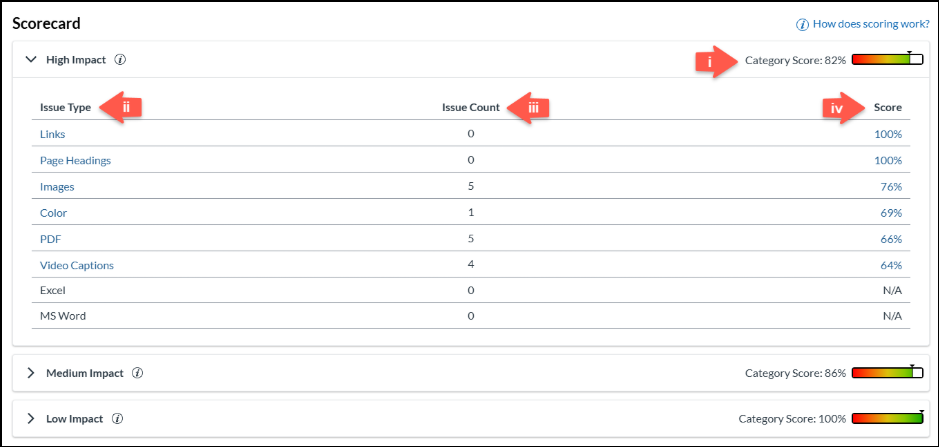 Scorecard
i How does scoring work?
High Impact i
i Category Score: 82%
Issue Type ii Issue Count iii iv Score
Links 0 100%
Page Headings 0 100%
Images 5 76%
Color 1 69%
PDF 5 66%
Video Captions 4 64%
Excel 0 N/A
MS Word 0 N/A
Medium Impact i Category Score: 86%
Low Impact i Category Score: 100%